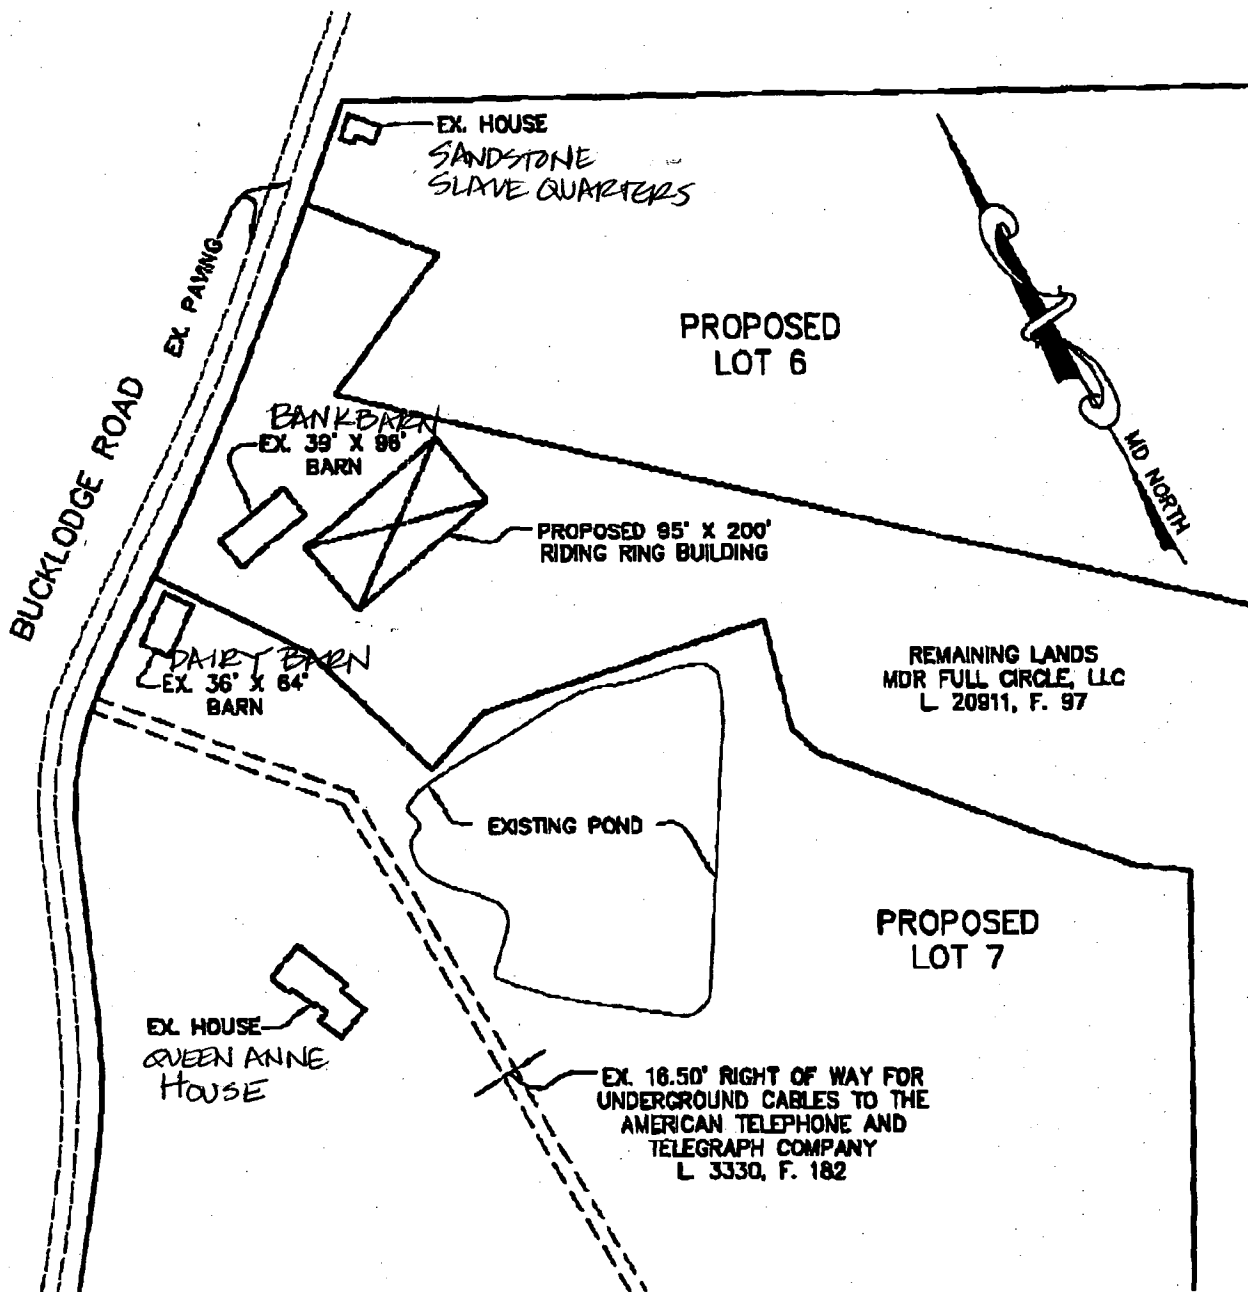 EX. HOUSE
SANDSTONE
SLAVE QUARTERS
EX. PAVING
BUCKLODGE ROAD
PROPOSED
LOT 6
MD NORTH
BANKBARN
EX. 39' X 96'
BARN
PROPOSED 95' X 200'
RIDING RING BUILDING
DAIRY BARN
EX. 36' X 64'
BARN
REMAINING LANDS
MDR FULL CIRCLE, LLC
L 20911, F. 97
EXISTING POND
PROPOSED
LOT 7
EX. HOUSE
QUEEN ANNE
HOUSE
EX. 16.50' RIGHT OF WAY FOR
UNDERGROUND CABLES TO THE
AMERICAN TELEPHONE AND
TELEGRAPH COMPANY
L 3330, F. 182